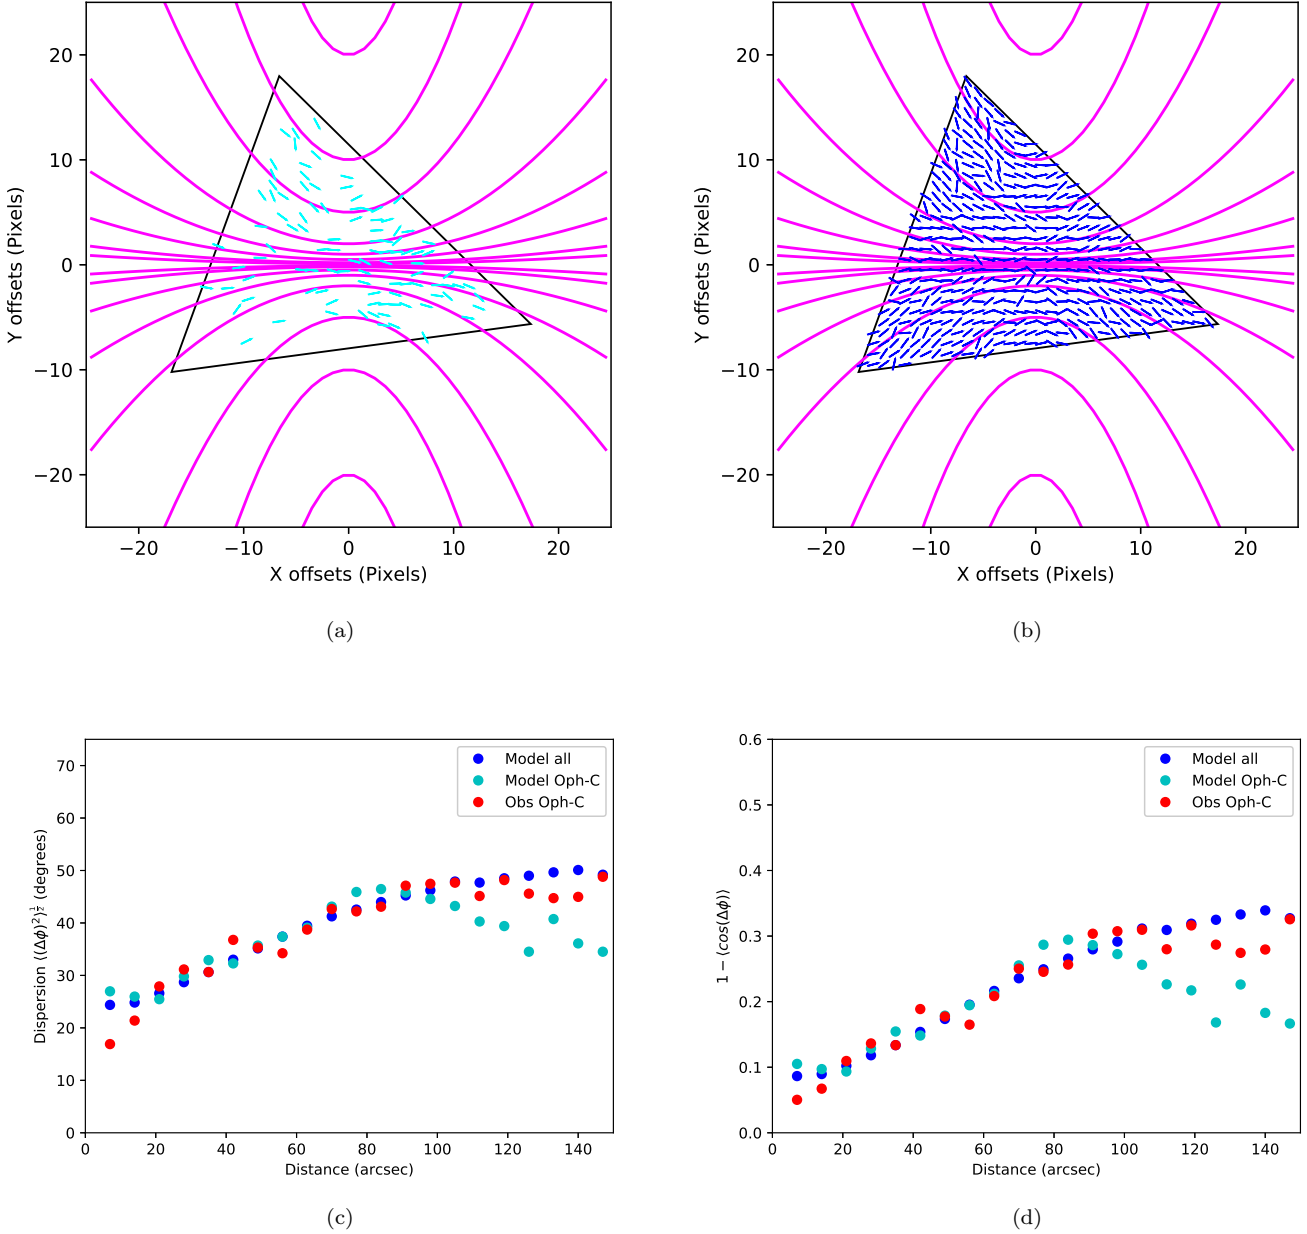 20
10
0
−10
−20
Y offsets (Pixels)
−20 −10 0 10 20
X offsets (Pixels)
(a)
20
10
0
−10
−20
Y offsets (Pixels)
−20 −10 0 10 20
X offsets (Pixels)
(b)
70
60
50
40
30
20
10
0
Dispersion ⟨(Δϕ)²⟩^½ (degrees)
Model all
Model Oph-C
Obs Oph-C
0 20 40 60 80 100 120 140
Distance (arcsec)
(c)
0.6
0.5
0.4
0.3
0.2
0.1
0.0
1 − ⟨cos(Δϕ)⟩
Model all
Model Oph-C
Obs Oph-C
0 20 40 60 80 100 120 140
Distance (arcsec)
(d)